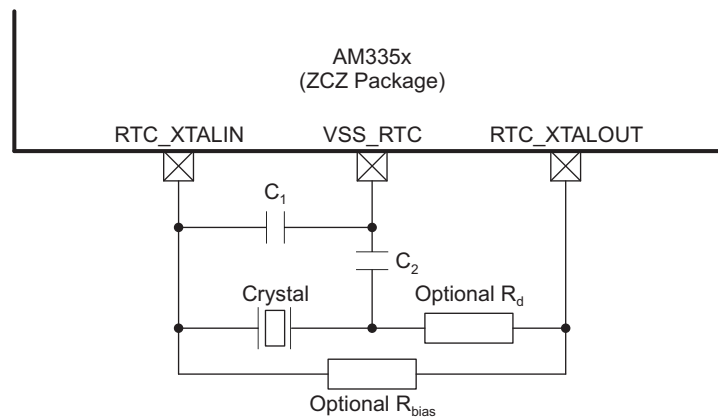 AM335x
(ZCZ Package)
RTC_XTALIN
VSS_RTC
RTC_XTALOUT
C1
C2
Crystal
Optional Rd
Optional Rbias